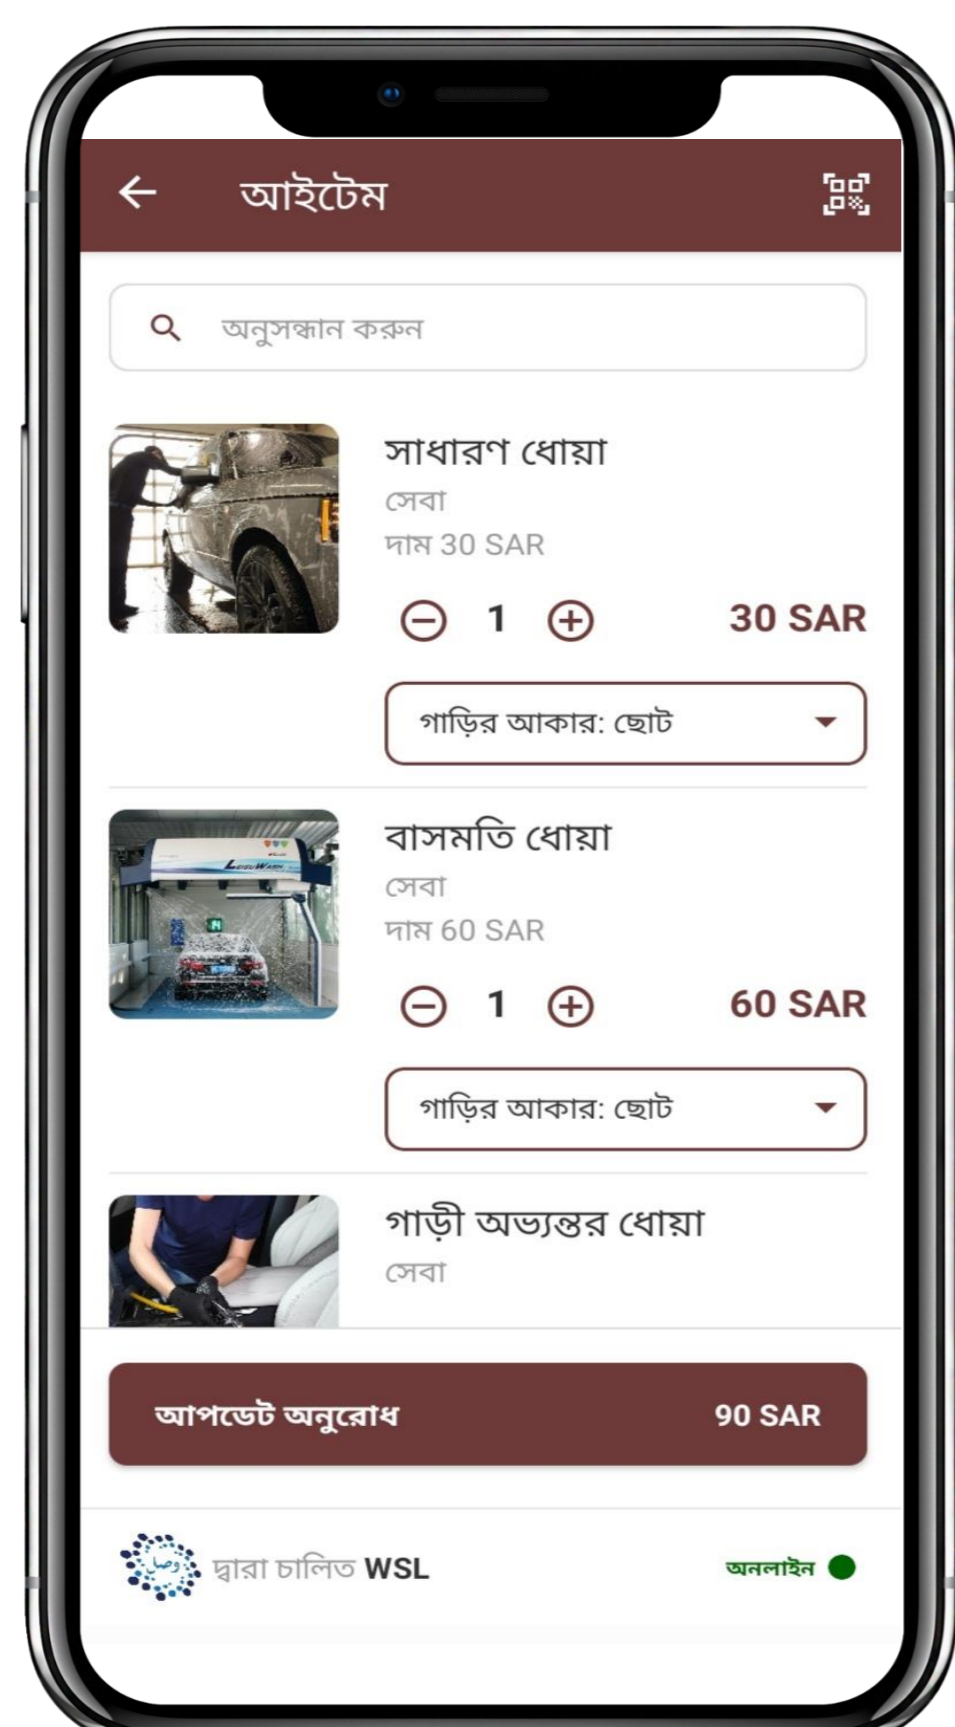 আইটেম
অনুসন্ধান করুন
সাধারণ ধোয়া
সেবা
দাম 30 SAR
1
30 SAR
গাড়ির আকার: ছোট
বাসমতি ধোয়া
সেবা
দাম 60 SAR
1
60 SAR
গাড়ির আকার: ছোট
গাড়ী অভ্যন্তর ধোয়া
সেবা
আপডেট অনুরোধ 90 SAR
وصل
দ্বারা চালিত WSL
অনলাইন